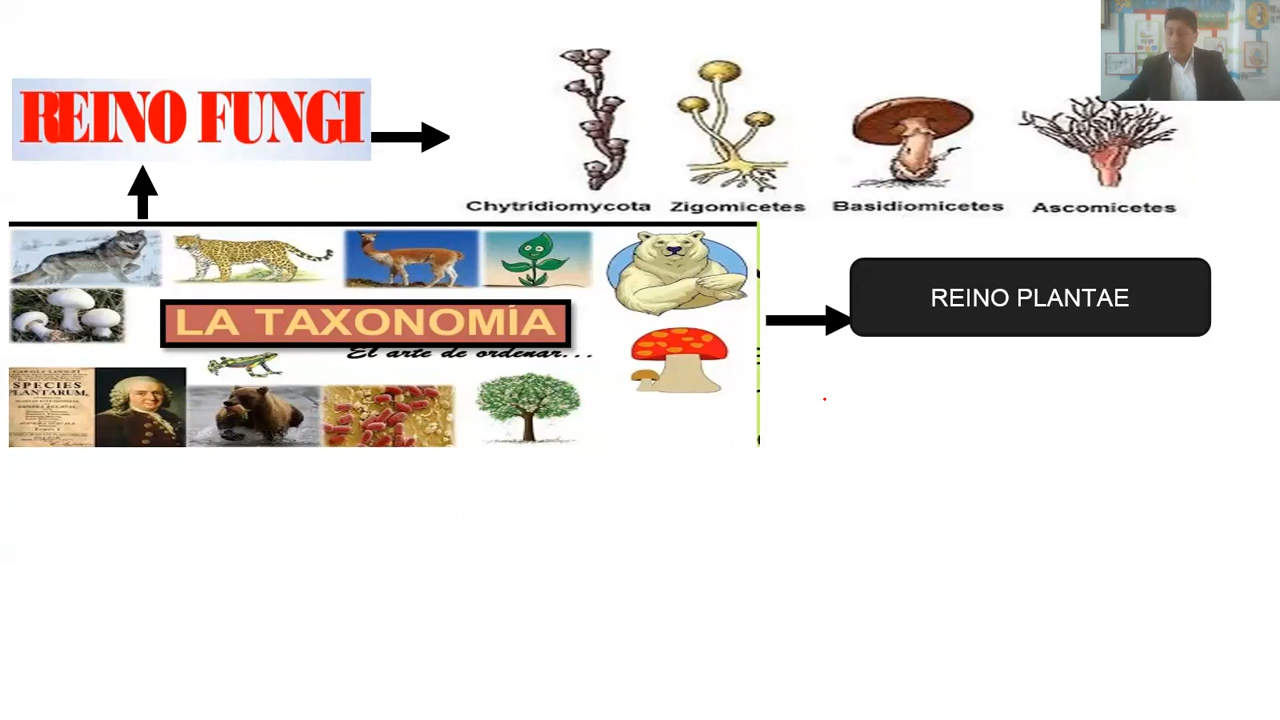 REINO FUNGI
Chytridiomycota Zigomicetes Basidiomicetes Ascomicetes
LA TAXONOMÍA
El arte de ordenar...
REINO PLANTAE
SPECIES
PLANTARUM,